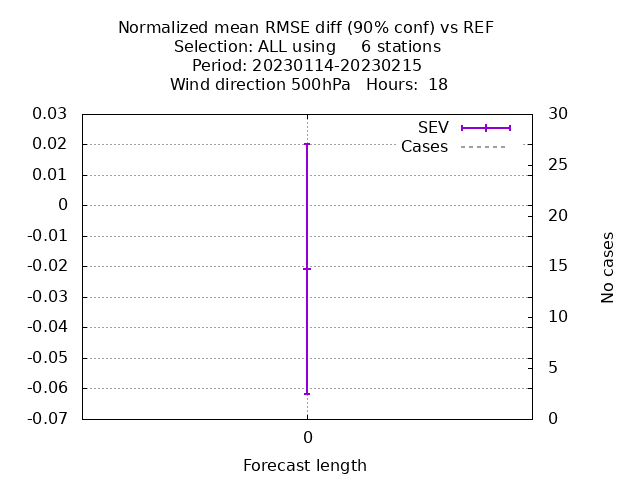 Normalized mean RMSE diff (90% conf) vs REF
Selection: ALL using     6 stations
Period: 20230114-20230215
Wind direction 500hPa   Hours:  18
SEV
Cases
0.03
0.02
0.01
0
-0.01
-0.02
-0.03
-0.04
-0.05
-0.06
-0.07
30
25
20
15
10
5
0
No cases
0
Forecast length